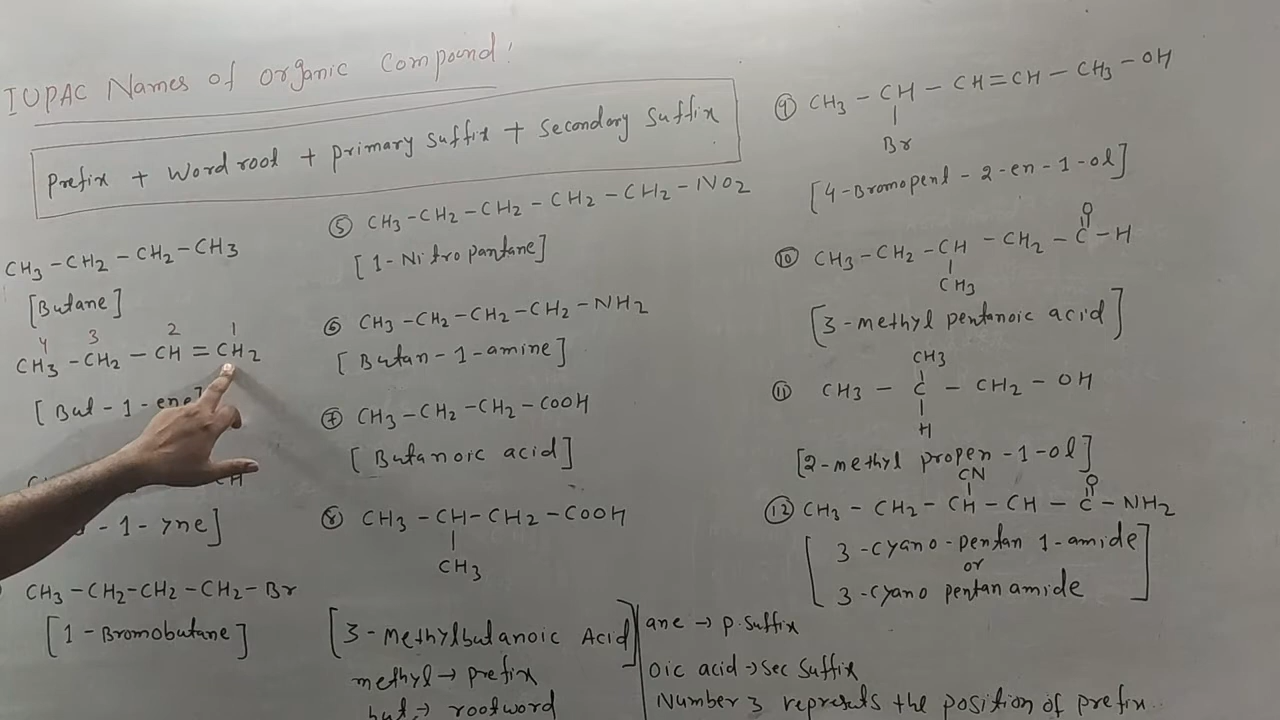 IUPAC Names of organic Compound!
Prefix + Word root + primary suffix + Secondary suffix
CH3 - CH2 - CH2 - CH3
[Butane]
4 3 2 1
CH3 - CH2 - CH = CH2
[But - 1 - ene]
- 1 - yne]
CH3 - CH2 - CH2 - CH2 - Br
[1 - Bromobutane]
⑤ CH3 - CH2 - CH2 - CH2 - CH2 - NO2
[1 - Nitropantane]
⑥ CH3 - CH2 - CH2 - CH2 - NH2
[Butan - 1 - amine]
⑦ CH3 - CH2 - CH2 - COOH
[Butanoic acid]
⑧ CH3 - CH - CH2 - COOH
CH3
[3 - Methylbutanoic Acid]
methyl → prefix
but → rootword
ane → p. suffix
oic acid → sec suffix
Number 3 represents the position of prefix.
⑨ CH3 - CH - CH = CH - CH3 - OH
Br
[4 - Bromopent - 2 - en - 1 - ol]
O
⑩ CH3 - CH2 - CH - CH2 - C - H
CH3
[3 - methyl pentanoic acid]
CH3
⑪ CH3 - C - CH2 - OH
H
[2 - methyl propen - 1 - ol]
CN O
⑫ CH3 - CH2 - CH - CH - C - NH2
3 - Cyano - Pentan 1 - amide
or
3 - Cyano pentanamide